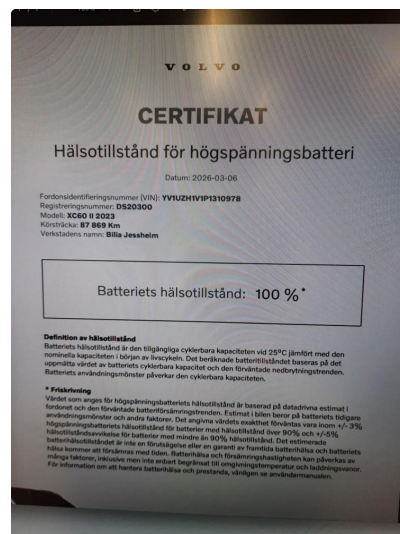 VOLVO
CERTIFIKAT
Hälsotillstånd för högspänningsbatteri
Datum: 2026-03-06
Fordonsidentifieringsnummer (VIN): YV1UZH1V1P1310978
Registreringsnummer: DS20300
Modell: XC60 II 2023
Körsträcka: 87 869 Km
Verkstadens namn: Bilia Jessheim
Batteriets hälsotillstånd: 100 %*
Definition av hälsotillstånd
Batteriets hälsotillstånd är den tillgängliga cyklerbara kapaciteten vid 25°C jämfört med den
nominella kapaciteten i början av livscykeln. Det beräknade batteritillståndet baseras på det
uppmätta värdet av batteriets cyklerbara kapacitet och den förväntade nedbrytningstrenden.
Batteriets användningsmönster påverkar den cyklerbara kapaciteten.
* Friskrivning
Värdet som anges för högspänningsbatteriets hälsotillstånd är baserat på datadrivna estimat i
fordonet och den förväntade batteriförsämringstrenden. Estimat i bilen beror på batteriets tidigare
användningsmönster och andra faktorer. Det angivna värdets exakthet förväntas vara inom +/- 3%
högspänningsbatteriets hälsotillstånd för batterier med hälsotillstånd över 90% och +/-5%
hälsotillståndsavvikelse för batterier med mindre än 90% hälsotillstånd. Det estimerade
batterihälsotillståndet är inte en förutsägelse eller en garanti av framtida batterihälsa och batteriets
hälsa kommer att försämras med tiden. Batterihälsa och försämringshastigheten kan påverkas av
många faktorer, inklusive men inte enbart begränsat till omgivningstemperatur och laddningsvanor.
För information om att hantera batterihälsa och prestanda, vänligen se användarmanualen.